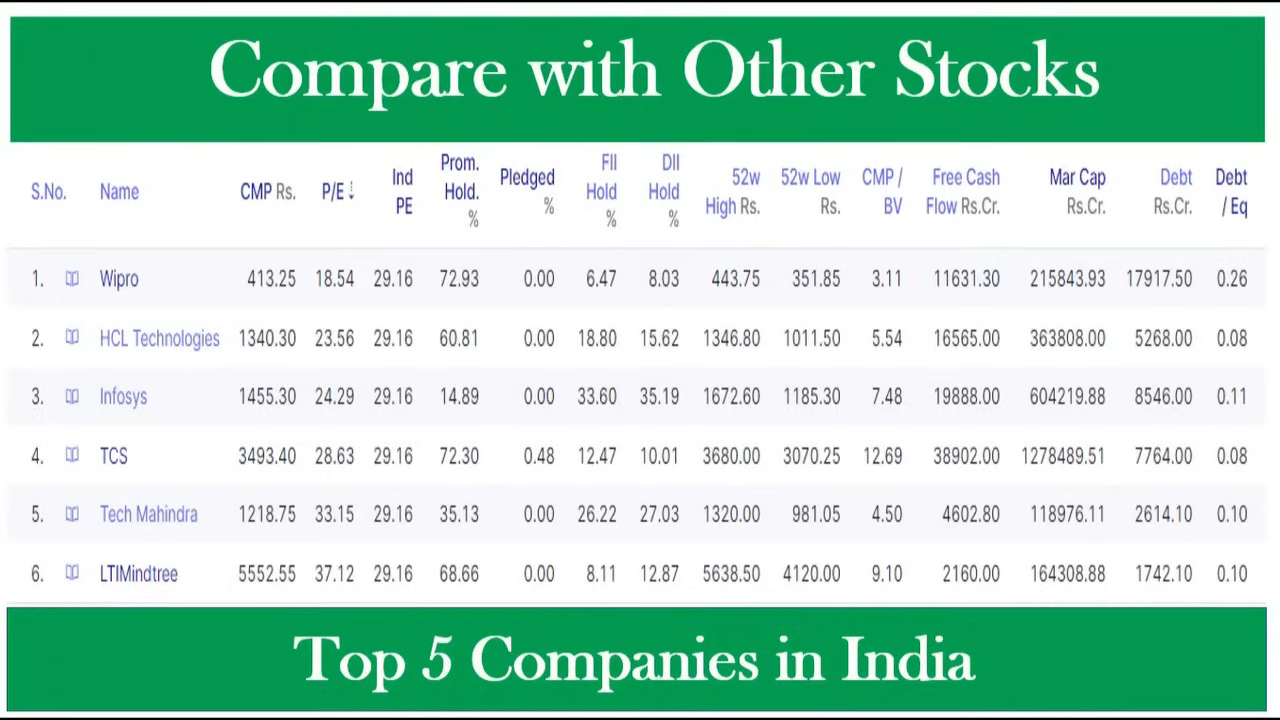 Compare with Other Stocks
S.No. Name CMP Rs. P/E Ind PE Prom. Hold. % Pledged % FII Hold % DII Hold % 52w High Rs. 52w Low Rs. CMP / BV Free Cash Flow Rs.Cr. Mar Cap Rs.Cr. Debt Rs.Cr. Debt / Eq
1. Wipro 413.25 18.54 29.16 72.93 0.00 6.47 8.03 443.75 351.85 3.11 11631.30 215843.93 17917.50 0.26
2. HCL Technologies 1340.30 23.56 29.16 60.81 0.00 18.80 15.62 1346.80 1011.50 5.54 16565.00 363808.00 5268.00 0.08
3. Infosys 1455.30 24.29 29.16 14.89 0.00 33.60 35.19 1672.60 1185.30 7.48 19888.00 604219.88 8546.00 0.11
4. TCS 3493.40 28.63 29.16 72.30 0.48 12.47 10.01 3680.00 3070.25 12.69 38902.00 1278489.51 7764.00 0.08
5. Tech Mahindra 1218.75 33.15 29.16 35.13 0.00 26.22 27.03 1320.00 981.05 4.50 4602.80 118976.11 2614.10 0.10
6. LTIMindtree 5552.55 37.12 29.16 68.66 0.00 8.11 12.87 5638.50 4120.00 9.10 2160.00 164308.88 1742.10 0.10
Top 5 Companies in India